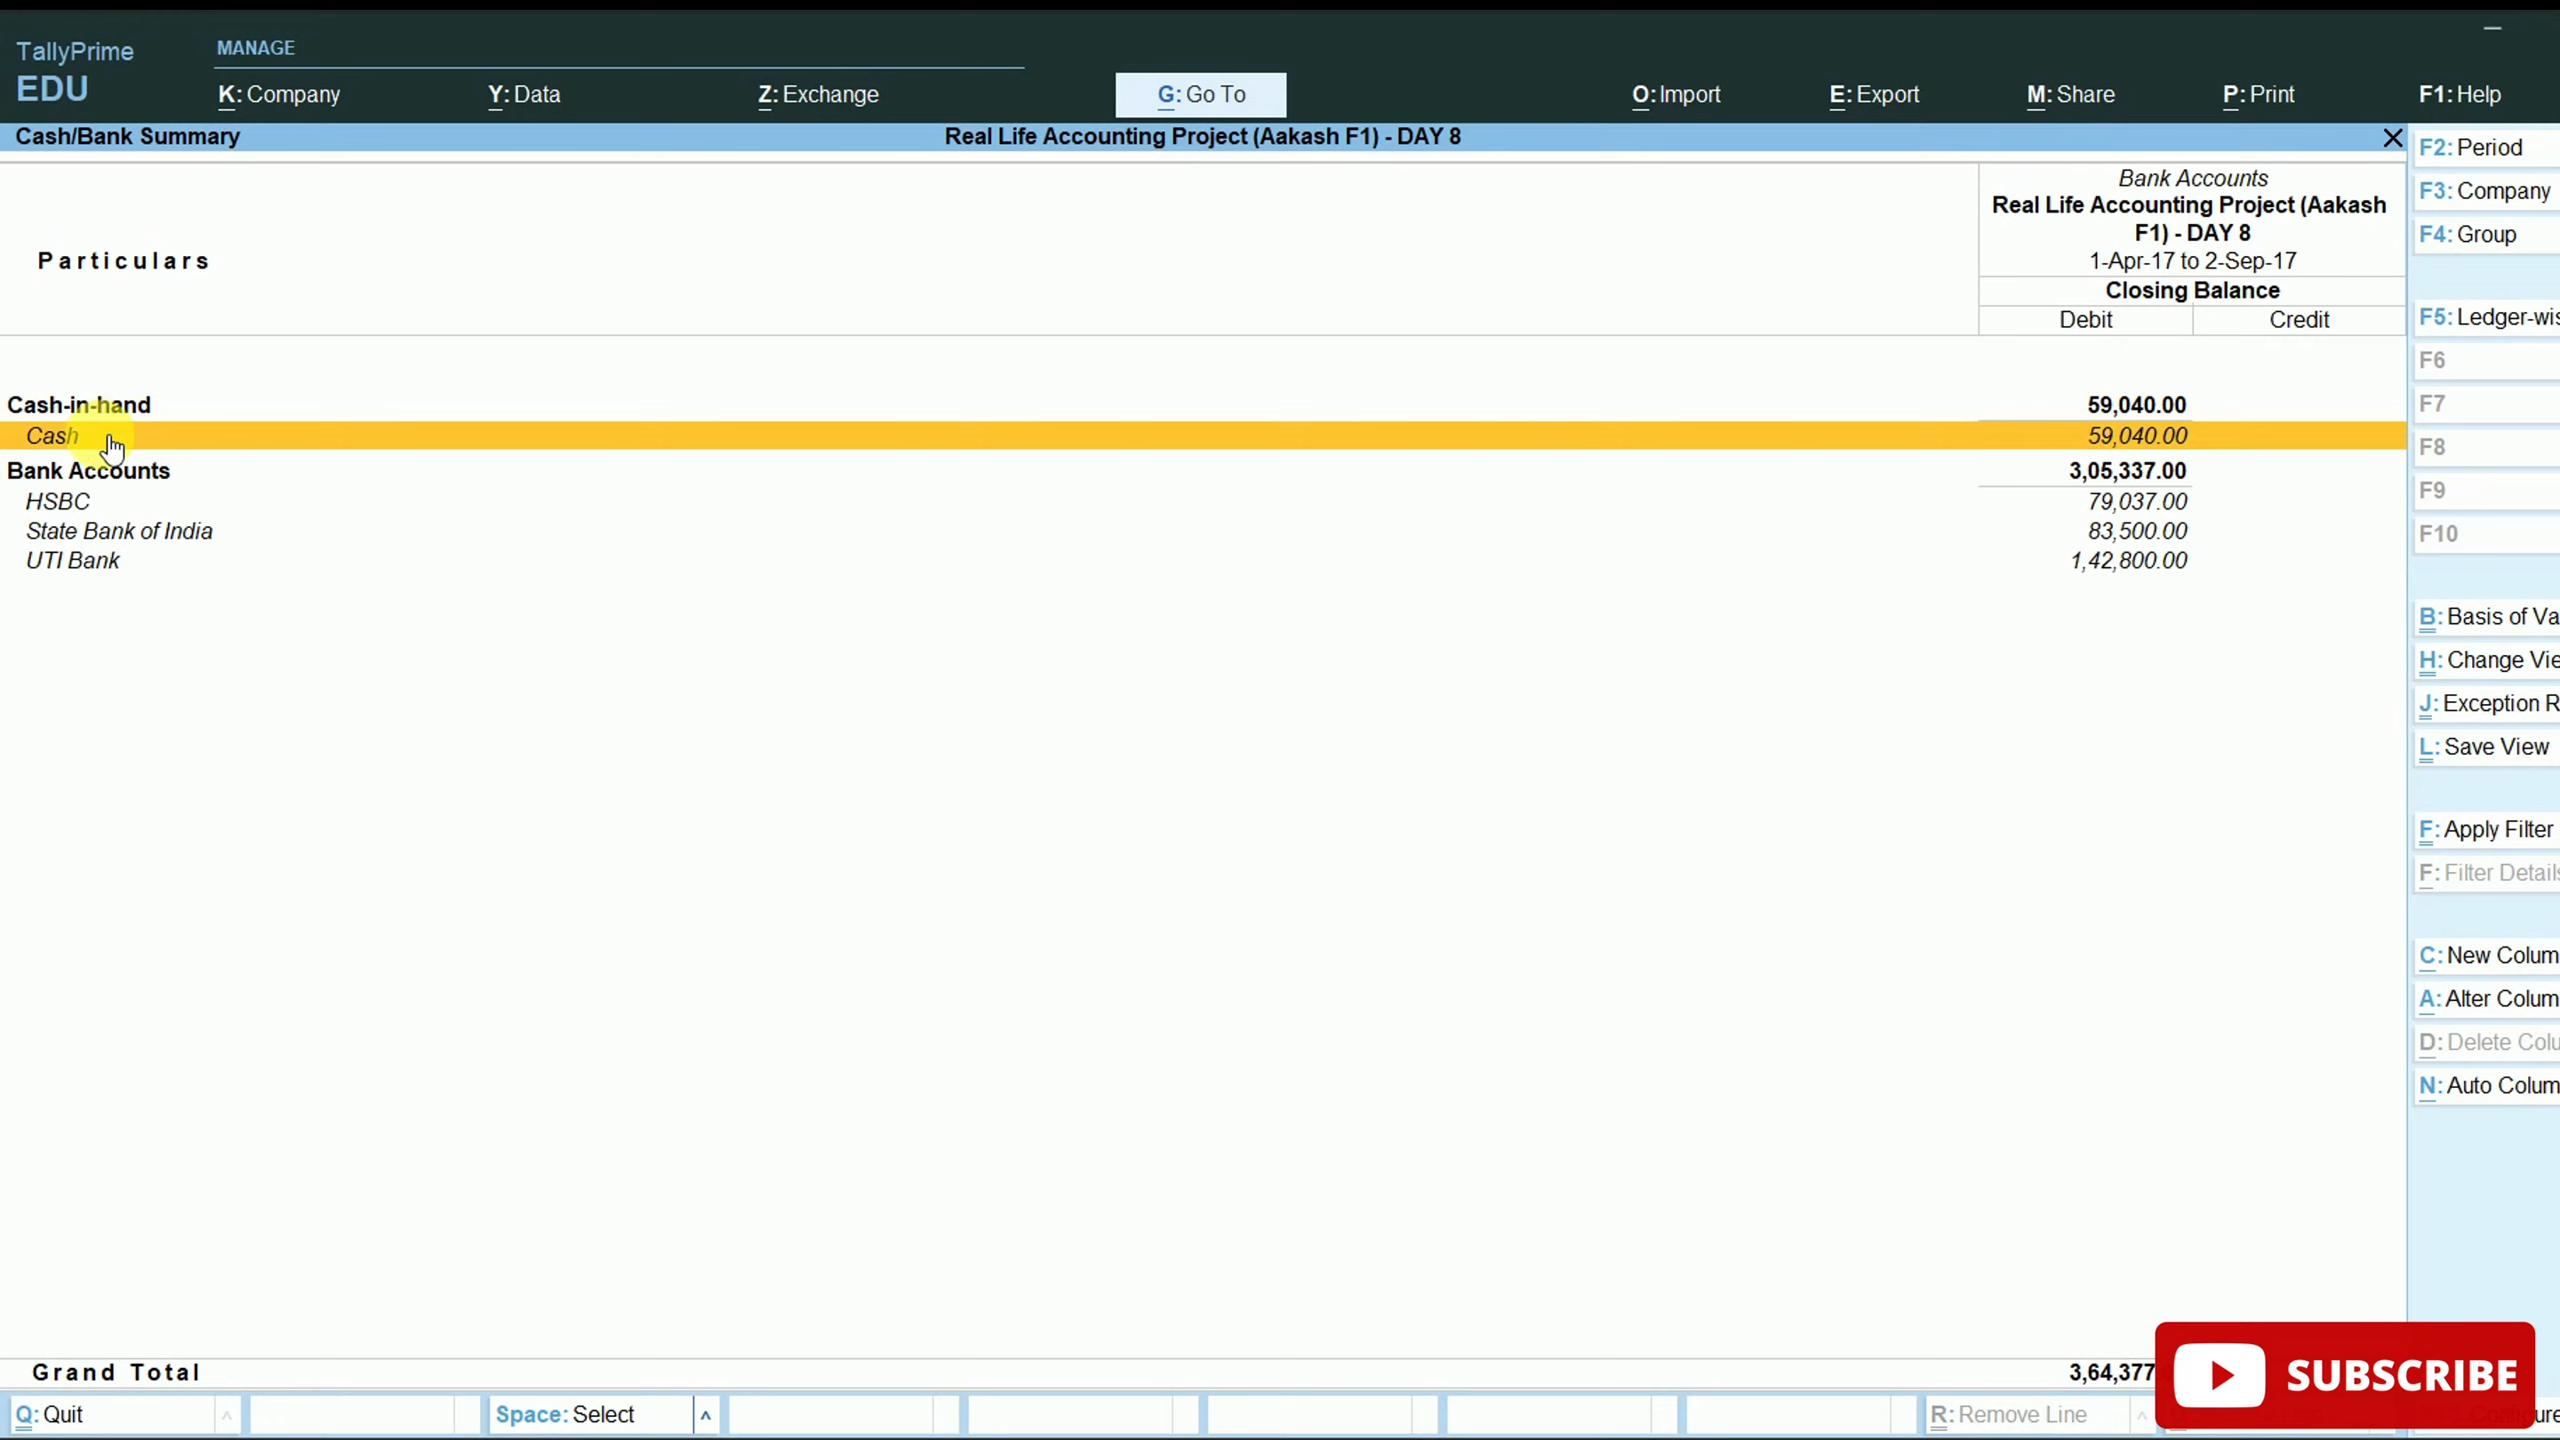 TallyPrime
EDU
MANAGE
K: Company
Y: Data
Z: Exchange
G: Go To
O: Import
E: Export
M: Share
P: Print
F1: Help
Cash/Bank Summary
Real Life Accounting Project (Aakash F1) - DAY 8
F2: Period
F3: Company
F4: Group
F5: Ledger-wis
F6
F7
F8
F9
F10
B: Basis of Va
H: Change Vie
J: Exception R
L: Save View
F: Apply Filter
F: Filter Details
C: New Colum
A: Alter Colum
D: Delete Colu
N: Auto Colum
Particulars
Bank Accounts
Real Life Accounting Project (Aakash
F1) - DAY 8
1-Apr-17 to 2-Sep-17
Closing Balance
Debit Credit
Cash-in-hand 59,040.00
Cash 59,040.00
Bank Accounts 3,05,337.00
HSBC 79,037.00
State Bank of India 83,500.00
UTI Bank 1,42,800.00
Grand Total 3,64,377
SUBSCRIBE
Q: Quit
Space: Select
R: Remove Line